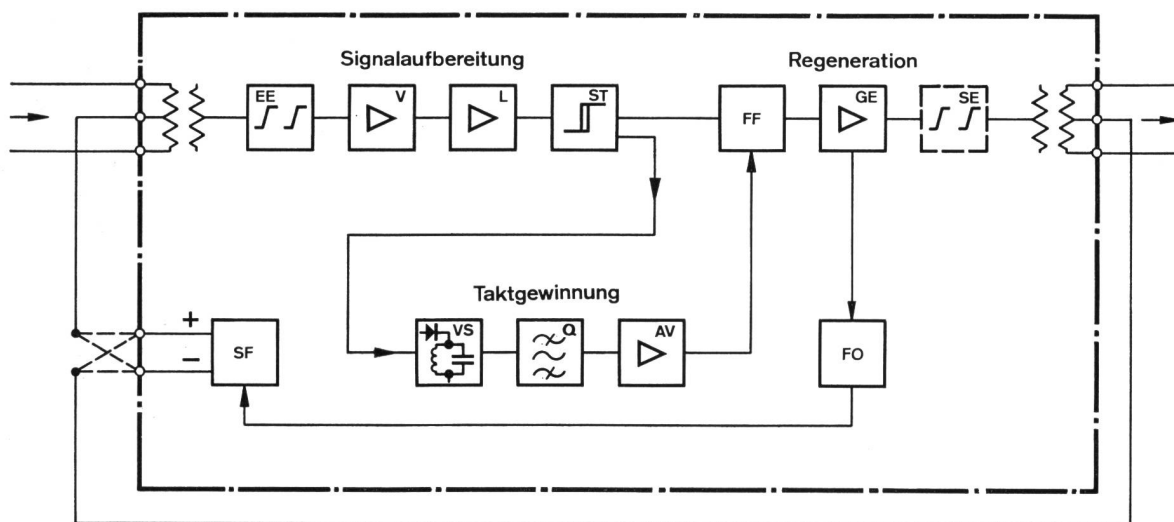 Signalaufbereitung
Regeneration
EE
V
L
ST
FF
GE
SE
Taktgewinnung
+
−
SF
VS
Q
AV
FO